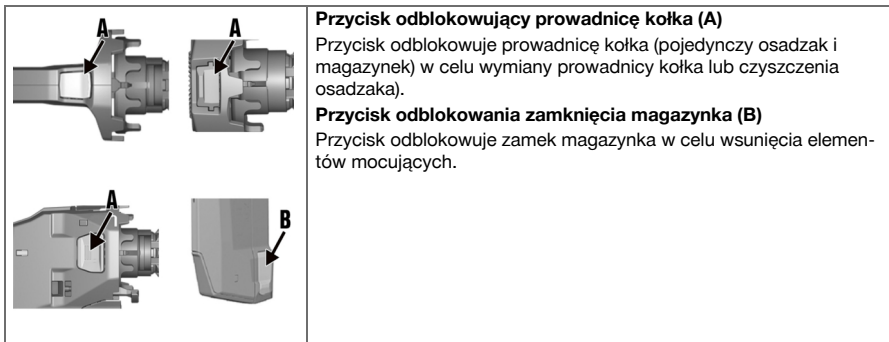 A
A
A
B
Przycisk odblokowujący prowadnicę kołka (A)
Przycisk odblokowuje prowadnicę kołka (pojedynczy osadzak i
magazynek) w celu wymiany prowadnicy kołka lub czyszczenia
osadzaka).
Przycisk odblokowania zamknięcia magazynka (B)
Przycisk odblokowuje zamek magazynka w celu wsunięcia elemen-
tów mocujących.